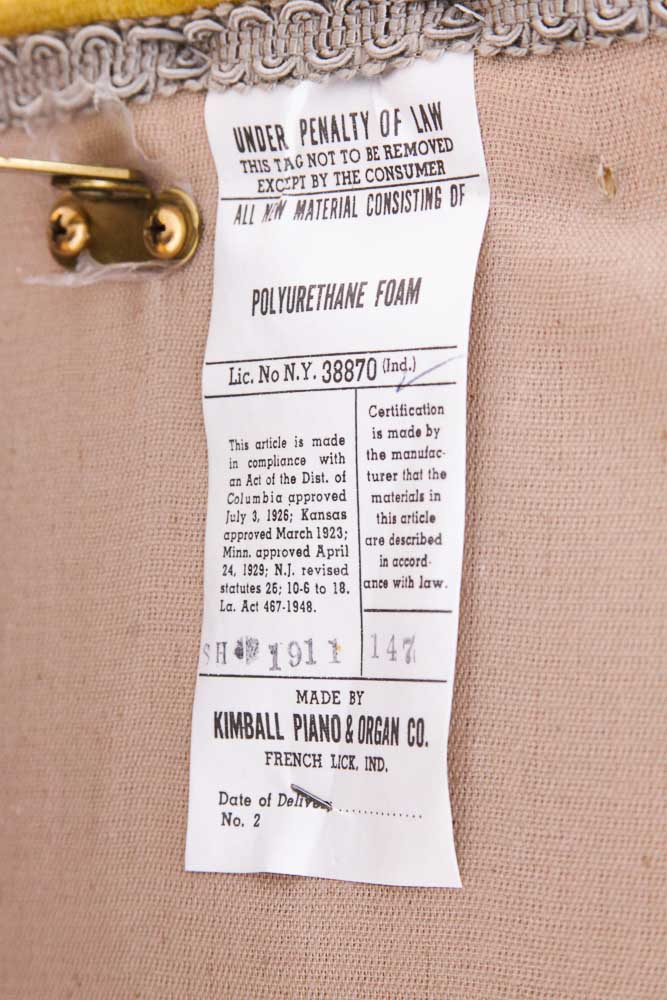 UNDER PENALTY OF LAW
THIS TAG NOT TO BE REMOVED
EXCEPT BY THE CONSUMER
ALL NEW MATERIAL CONSISTING OF
POLYURETHANE FOAM
Lic. No N.Y. 38870 (Ind.)
This article is made
in compliance with
an Act of the Dist. of
Columbia approved
July 3, 1926; Kansas
approved March 1923;
Minn. approved April
24, 1929; N.J. revised
statutes 26; 10-6 to 18.
La. Act 467-1948.
Certification
is made by
the manufac-
turer that the
materials in
this article
are described
in accord-
ance with law.
SH 1911 147
MADE BY
KIMBALL PIANO & ORGAN CO.
FRENCH LICK, IND.
Date of Delivery ...............
No. 2